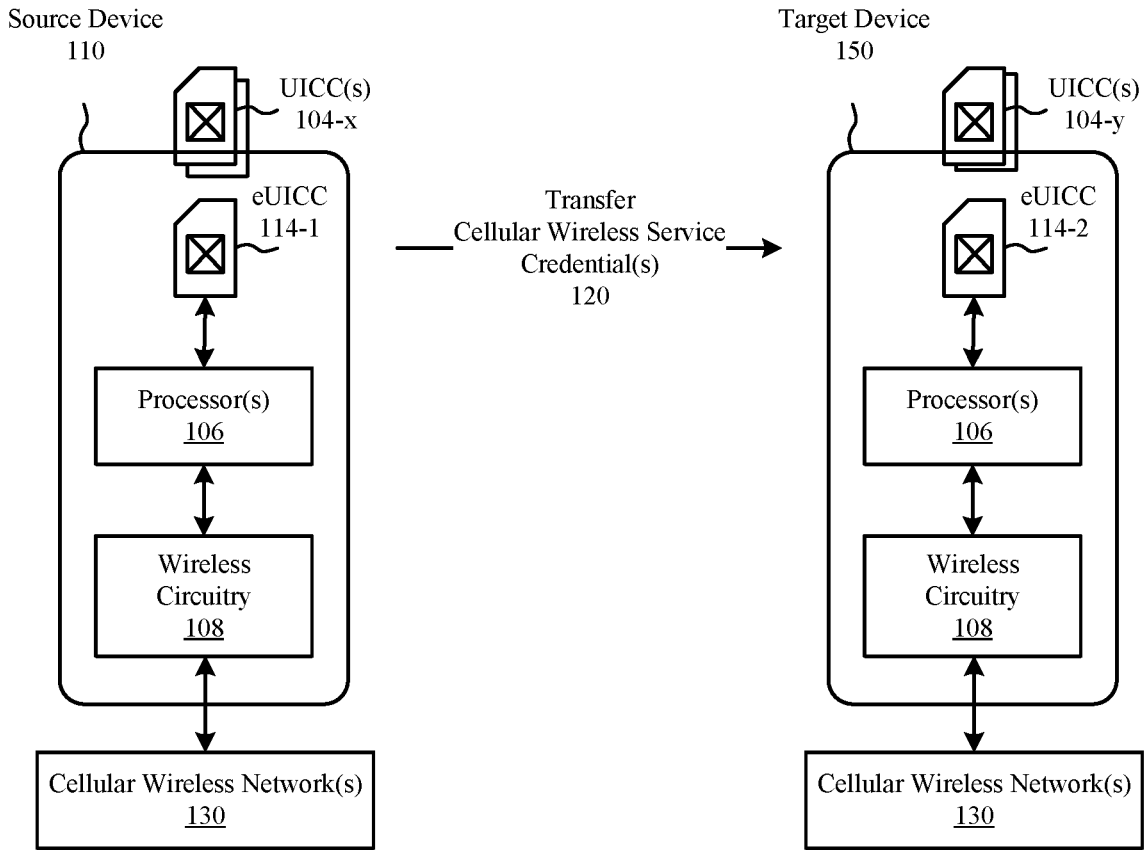 Source Device
110
UICC(s)
104-x
eUICC
114-1
Processor(s)
106
Wireless
Circuitry
108
Cellular Wireless Network(s)
130
Transfer
Cellular Wireless Service
Credential(s)
120
Target Device
150
UICC(s)
104-y
eUICC
114-2
Processor(s)
106
Wireless
Circuitry
108
Cellular Wireless Network(s)
130